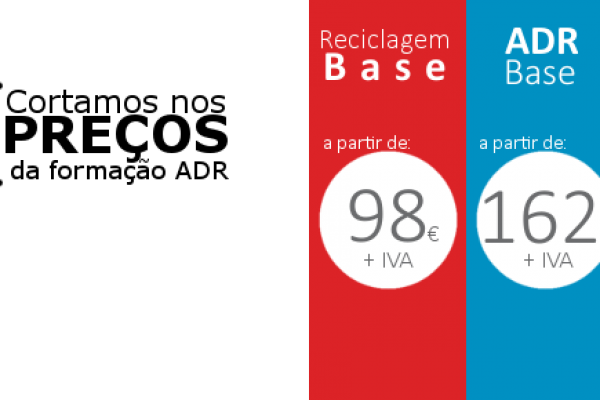 Cortamos nos
PREÇOS
da formação ADR
Reciclagem
Base
a partir de:
98€
+ IVA
ADR
Base
a partir de:
162
+ IVA